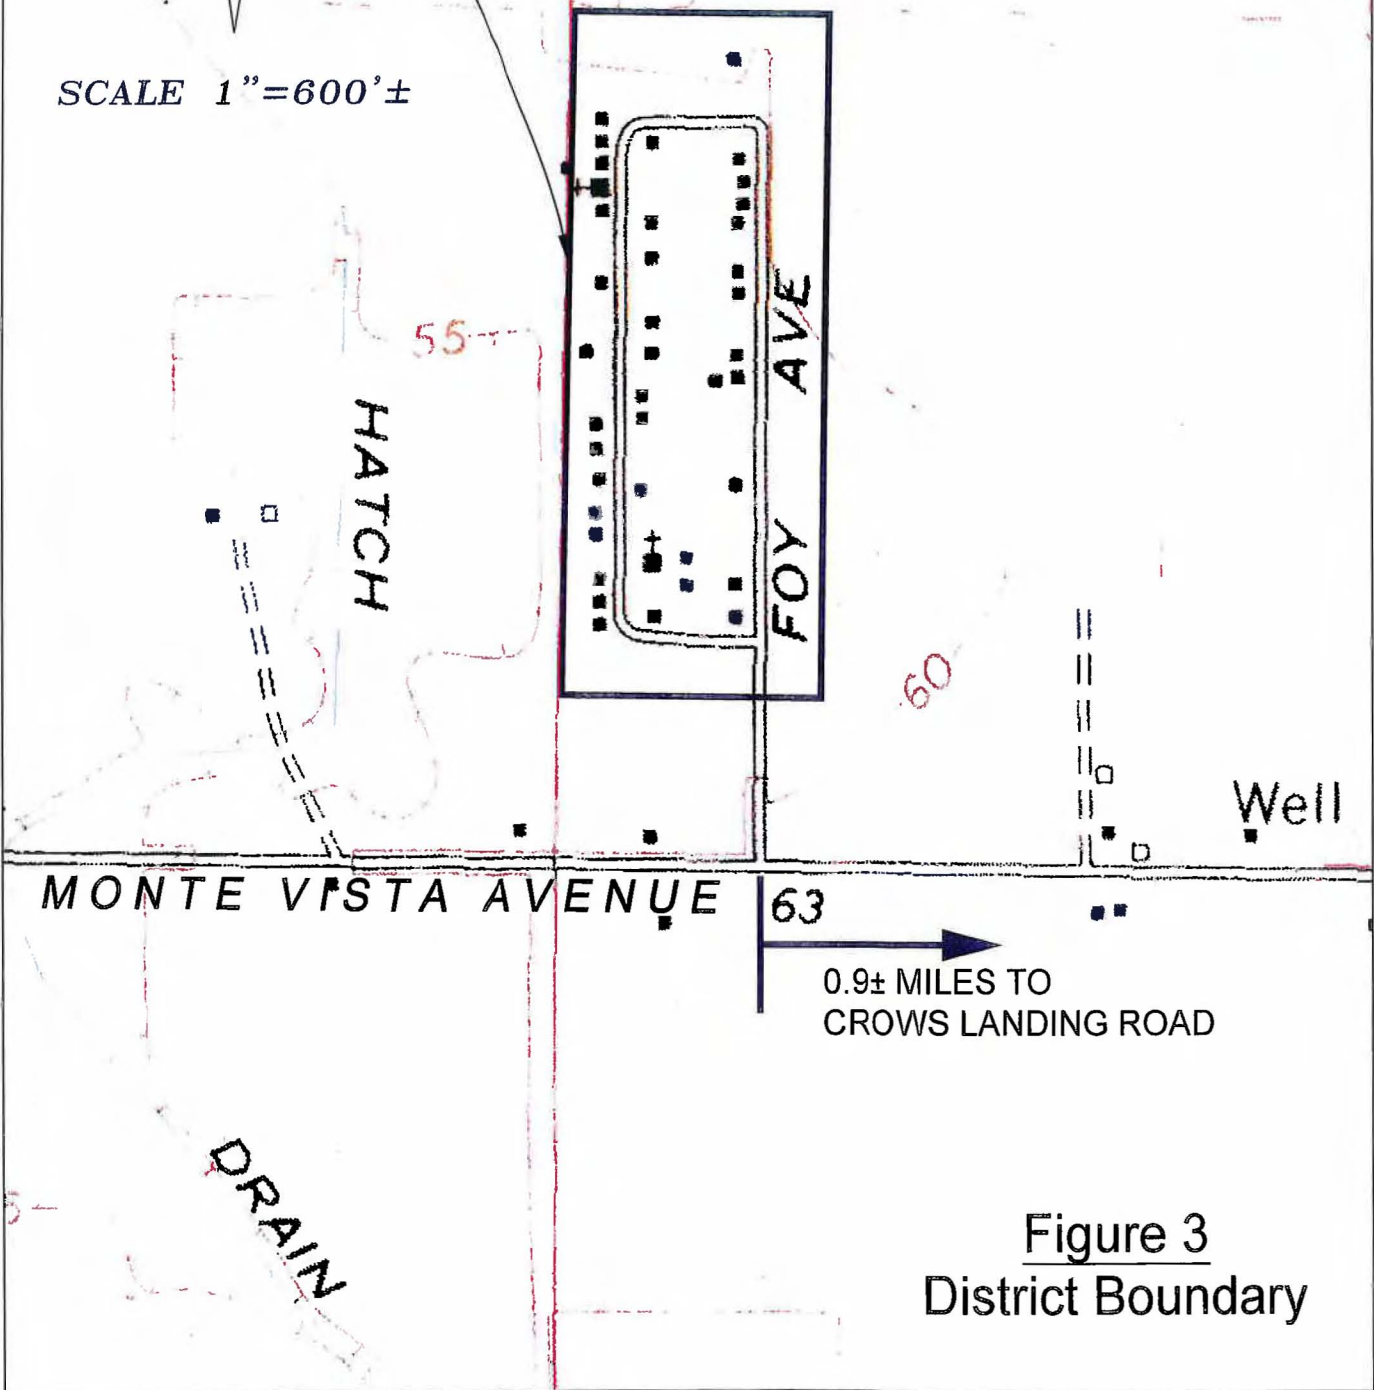 SCALE 1"=600'±
55
HATCH
FOY AVE
60
Well
MONTE VISTA AVENUE
63
0.9± MILES TO
CROWS LANDING ROAD
DRAIN
Figure 3
District Boundary